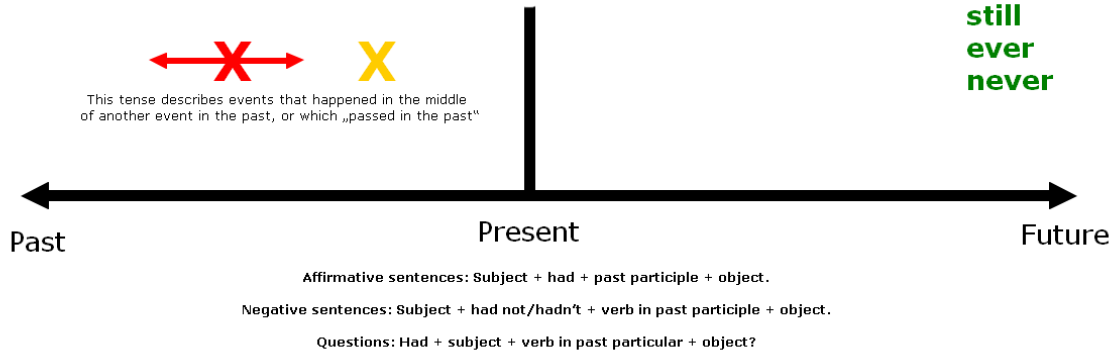 still
ever
never
X
X
This tense describes events that happened in the middle
of another event in the past, or which „passed in the past“
Past
Present
Future
Affirmative sentences: Subject + had + past participle + object.
Negative sentences: Subject + had not/hadn't + verb in past participle + object.
Questions: Had + subject + verb in past particular + object?